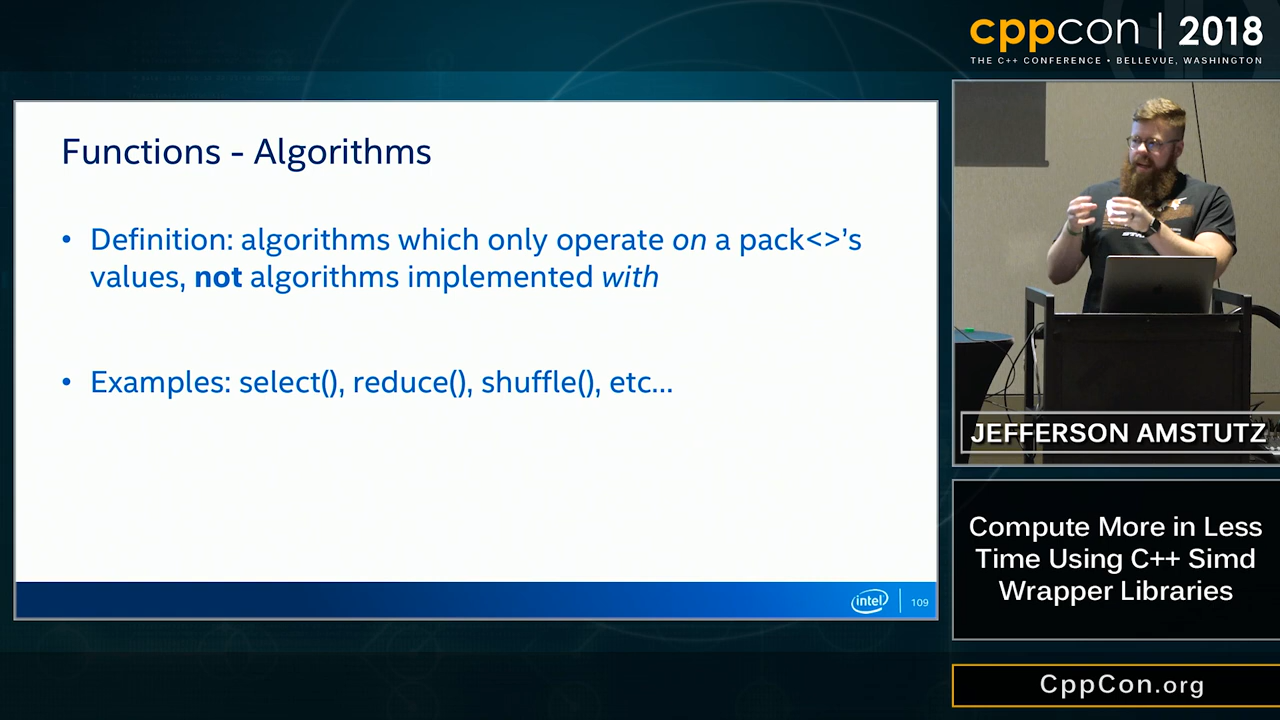 cppcon | 2018
THE C++ CONFERENCE • BELLEVUE, WASHINGTON
Functions - Algorithms
• Definition: algorithms which only operate on a pack<>’s
values, not algorithms implemented with
• Examples: select(), reduce(), shuffle(), etc...
intel
109
JEFFERSON AMSTUTZ
Compute More in Less
Time Using C++ Simd
Wrapper Libraries
CppCon.org